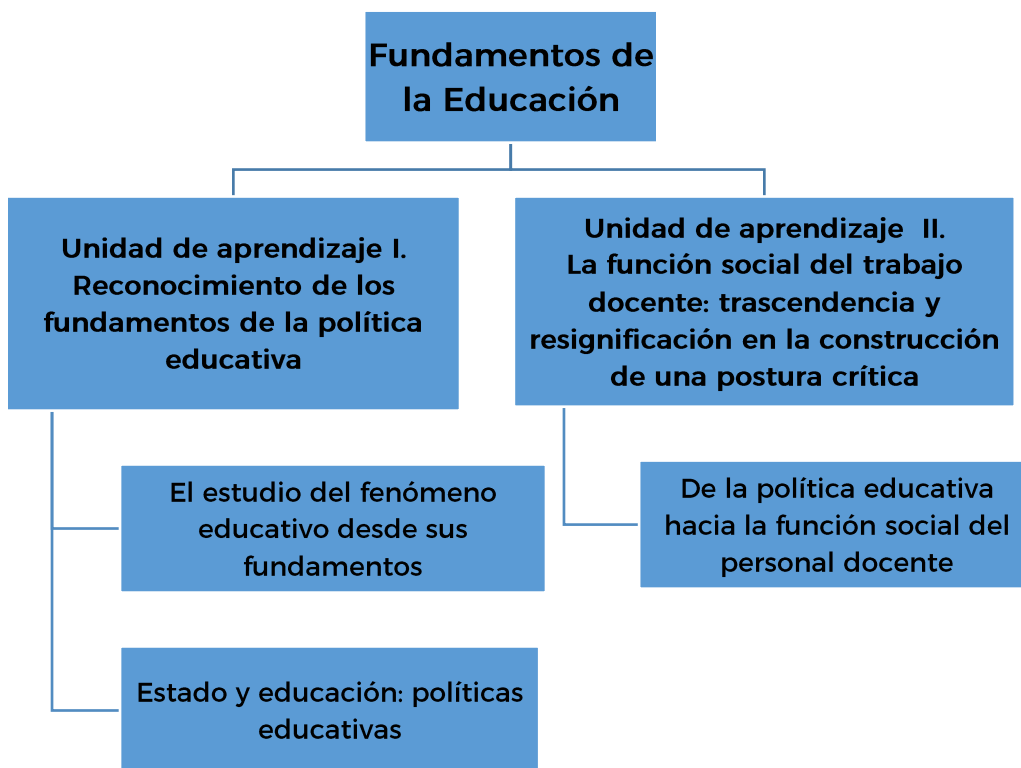 Fundamentos de
la Educación
Unidad de aprendizaje I.
Reconocimiento de los
fundamentos de la política
educativa
Unidad de aprendizaje II.
La función social del trabajo
docente: trascendencia y
resignificación en la construcción
de una postura crítica
El estudio del fenómeno
educativo desde sus
fundamentos
De la política educativa
hacia la función social del
personal docente
Estado y educación: políticas
educativas